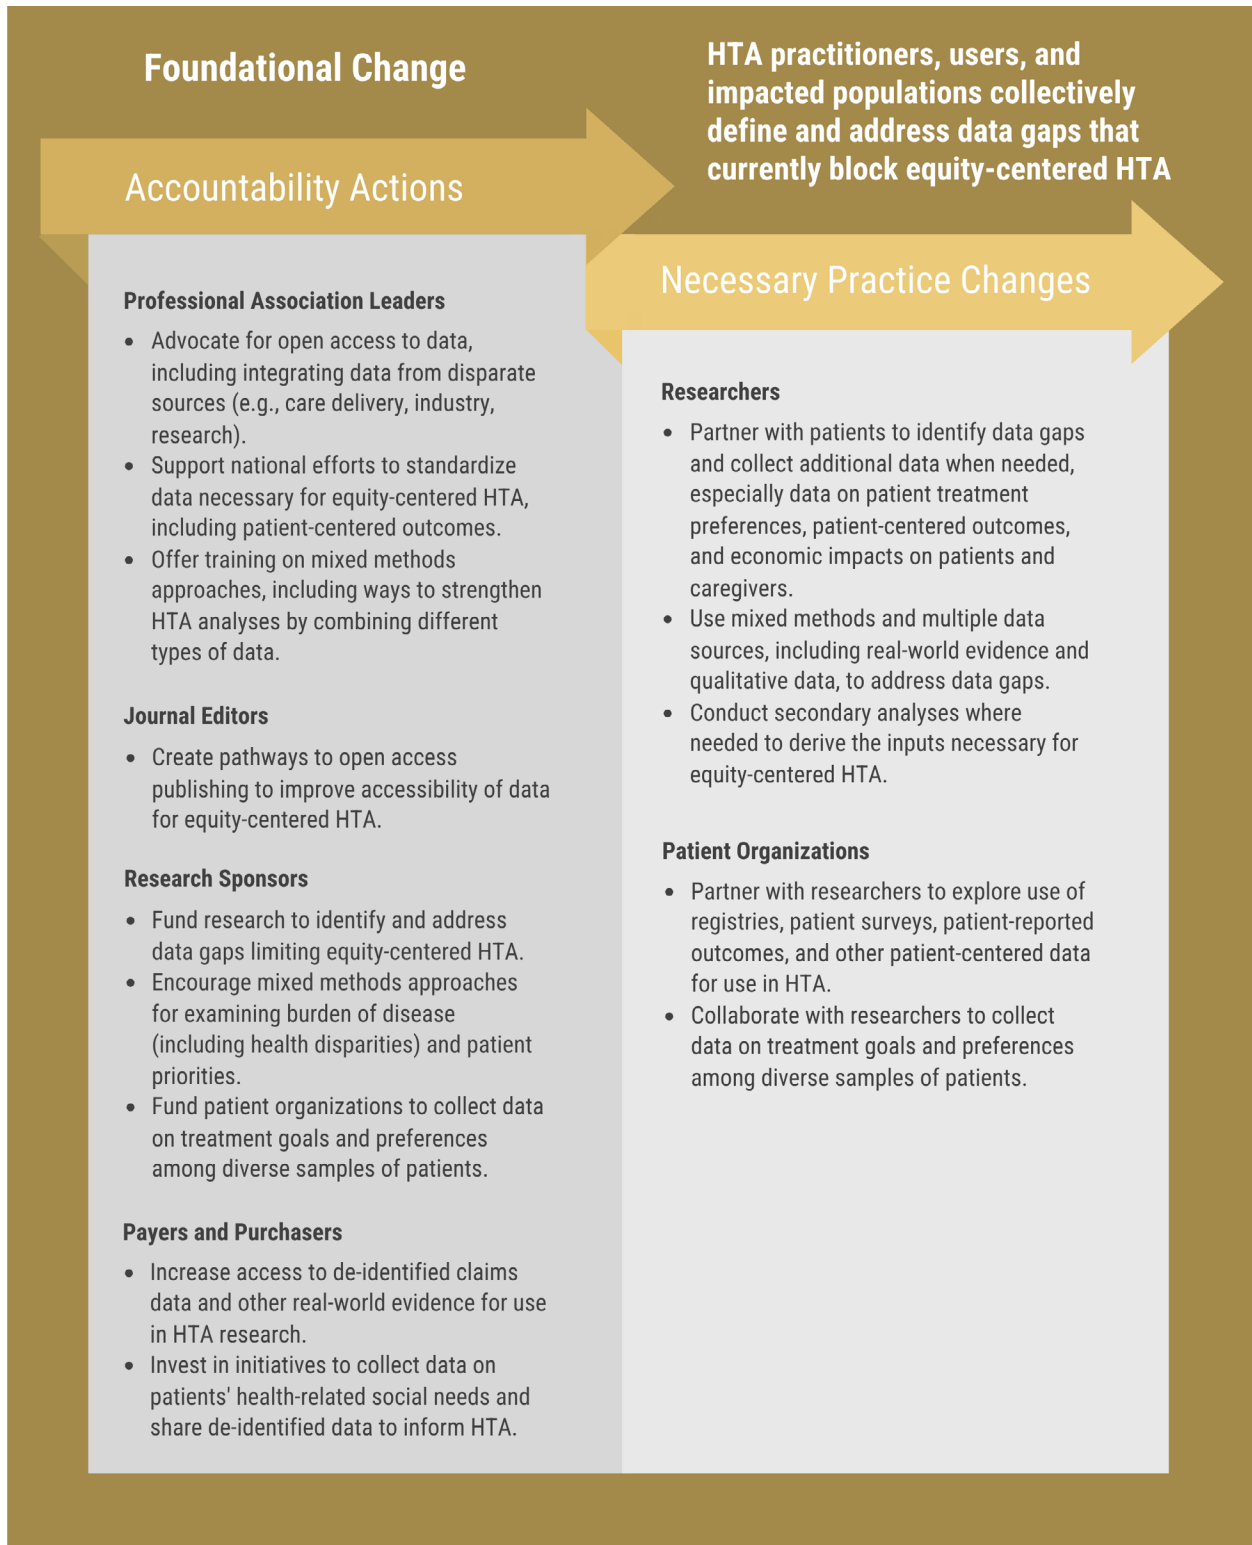 Foundational Change
HTA practitioners, users, and
impacted populations collectively
define and address data gaps that
currently block equity-centered HTA
Accountability Actions
Professional Association Leaders
• Advocate for open access to data,
including integrating data from disparate
sources (e.g., care delivery, industry,
research).
• Support national efforts to standardize
data necessary for equity-centered HTA,
including patient-centered outcomes.
• Offer training on mixed methods
approaches, including ways to strengthen
HTA analyses by combining different
types of data.
Journal Editors
• Create pathways to open access
publishing to improve accessibility of data
for equity-centered HTA.
Research Sponsors
• Fund research to identify and address
data gaps limiting equity-centered HTA.
• Encourage mixed methods approaches
for examining burden of disease
(including health disparities) and patient
priorities.
• Fund patient organizations to collect data
on treatment goals and preferences
among diverse samples of patients.
Payers and Purchasers
• Increase access to de-identified claims
data and other real-world evidence for use
in HTA research.
• Invest in initiatives to collect data on
patients' health-related social needs and
share de-identified data to inform HTA.
Necessary Practice Changes
Researchers
• Partner with patients to identify data gaps
and collect additional data when needed,
especially data on patient treatment
preferences, patient-centered outcomes,
and economic impacts on patients and
caregivers.
• Use mixed methods and multiple data
sources, including real-world evidence and
qualitative data, to address data gaps.
• Conduct secondary analyses where
needed to derive the inputs necessary for
equity-centered HTA.
Patient Organizations
• Partner with researchers to explore use of
registries, patient surveys, patient-reported
outcomes, and other patient-centered data
for use in HTA.
• Collaborate with researchers to collect
data on treatment goals and preferences
among diverse samples of patients.